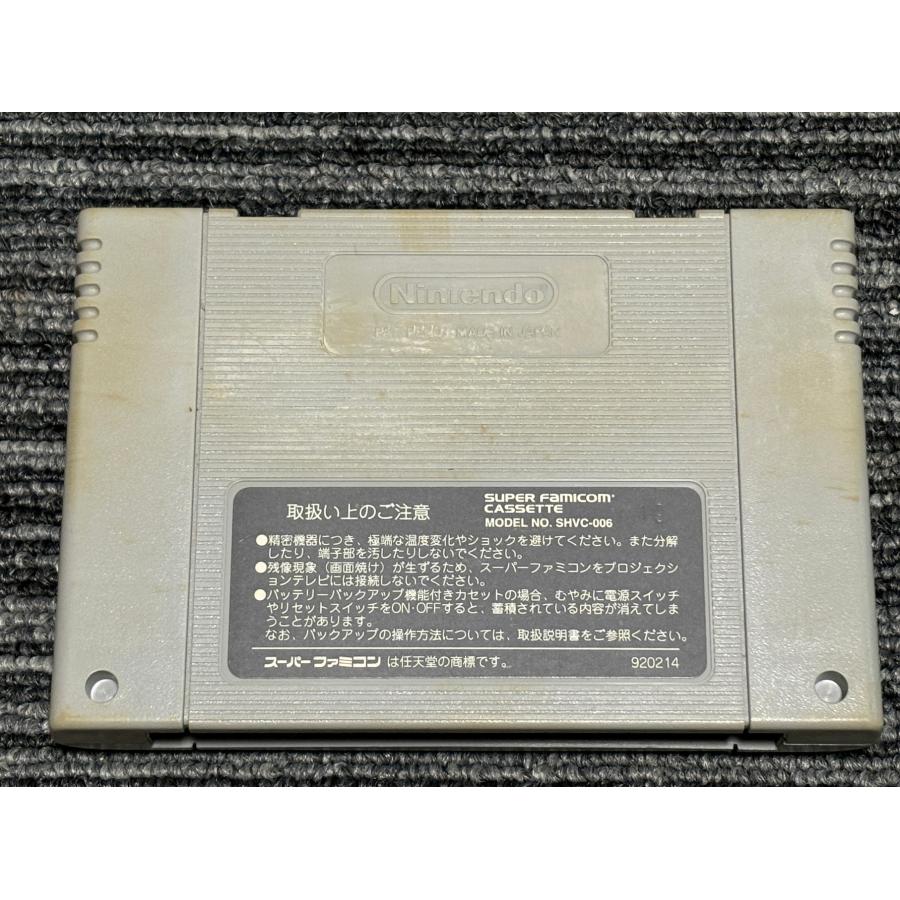 Nintendo
MADE IN JAPAN
取扱い上のご注意
SUPER FAMICOM
CASSETTE
MODEL NO. SHVC-006
●精密機器につき、極端な温度変化やショックを避けてください。また分解
したり、端子部を汚したりしないでください。
●残像現象（画面焼け）が生ずるため、スーパーファミコンをプロジェクシ
ョンテレビには接続しないでください。
●バッテリーバックアップ機能付きカセットの場合、むやみに電源スイッチ
やリセットスイッチをON・OFFすると、蓄積されている内容が消えてしま
うことがあります。
なお、バックアップの操作方法については、取扱説明書をご参照ください。
スーパーファミコンは任天堂の商標です。
920214